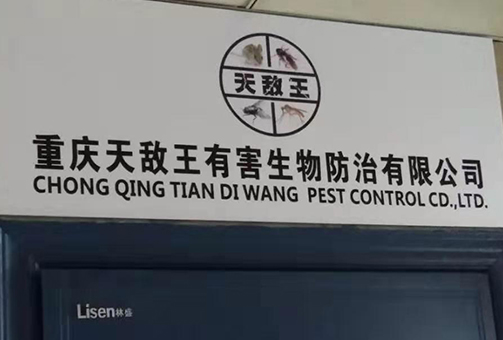 天敌王
重庆天敌王有害生物防治有限公司
CHONG QING TIAN DI WANG PEST CONTROL CD.,LTD.
Lisen林盛